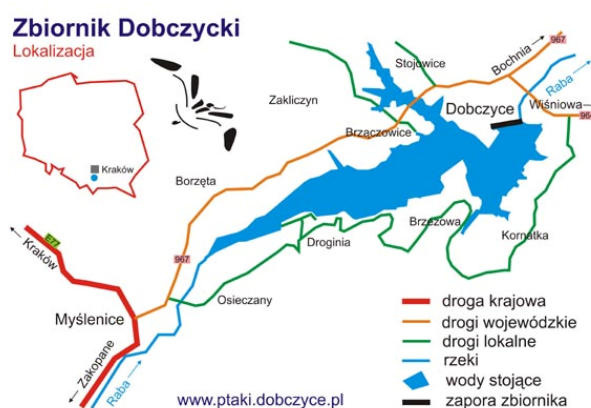 Zbiornik Dobczycki
Lokalizacja
967
Bochnia
Stojowice
Raba
Zakliczyn
Dobczyce
Wiśniowa
Brzączowice
Kraków
Borzęta
Brzezowa
Kornatka
Droginia
E77
Kraków
967
Osieczany
Myślenice
droga krajowa
drogi wojewódzkie
drogi lokalne
rzeki
wody stojące
zapora zbiornika
Zakopane
Raba
www.ptaki.dobczyce.pl